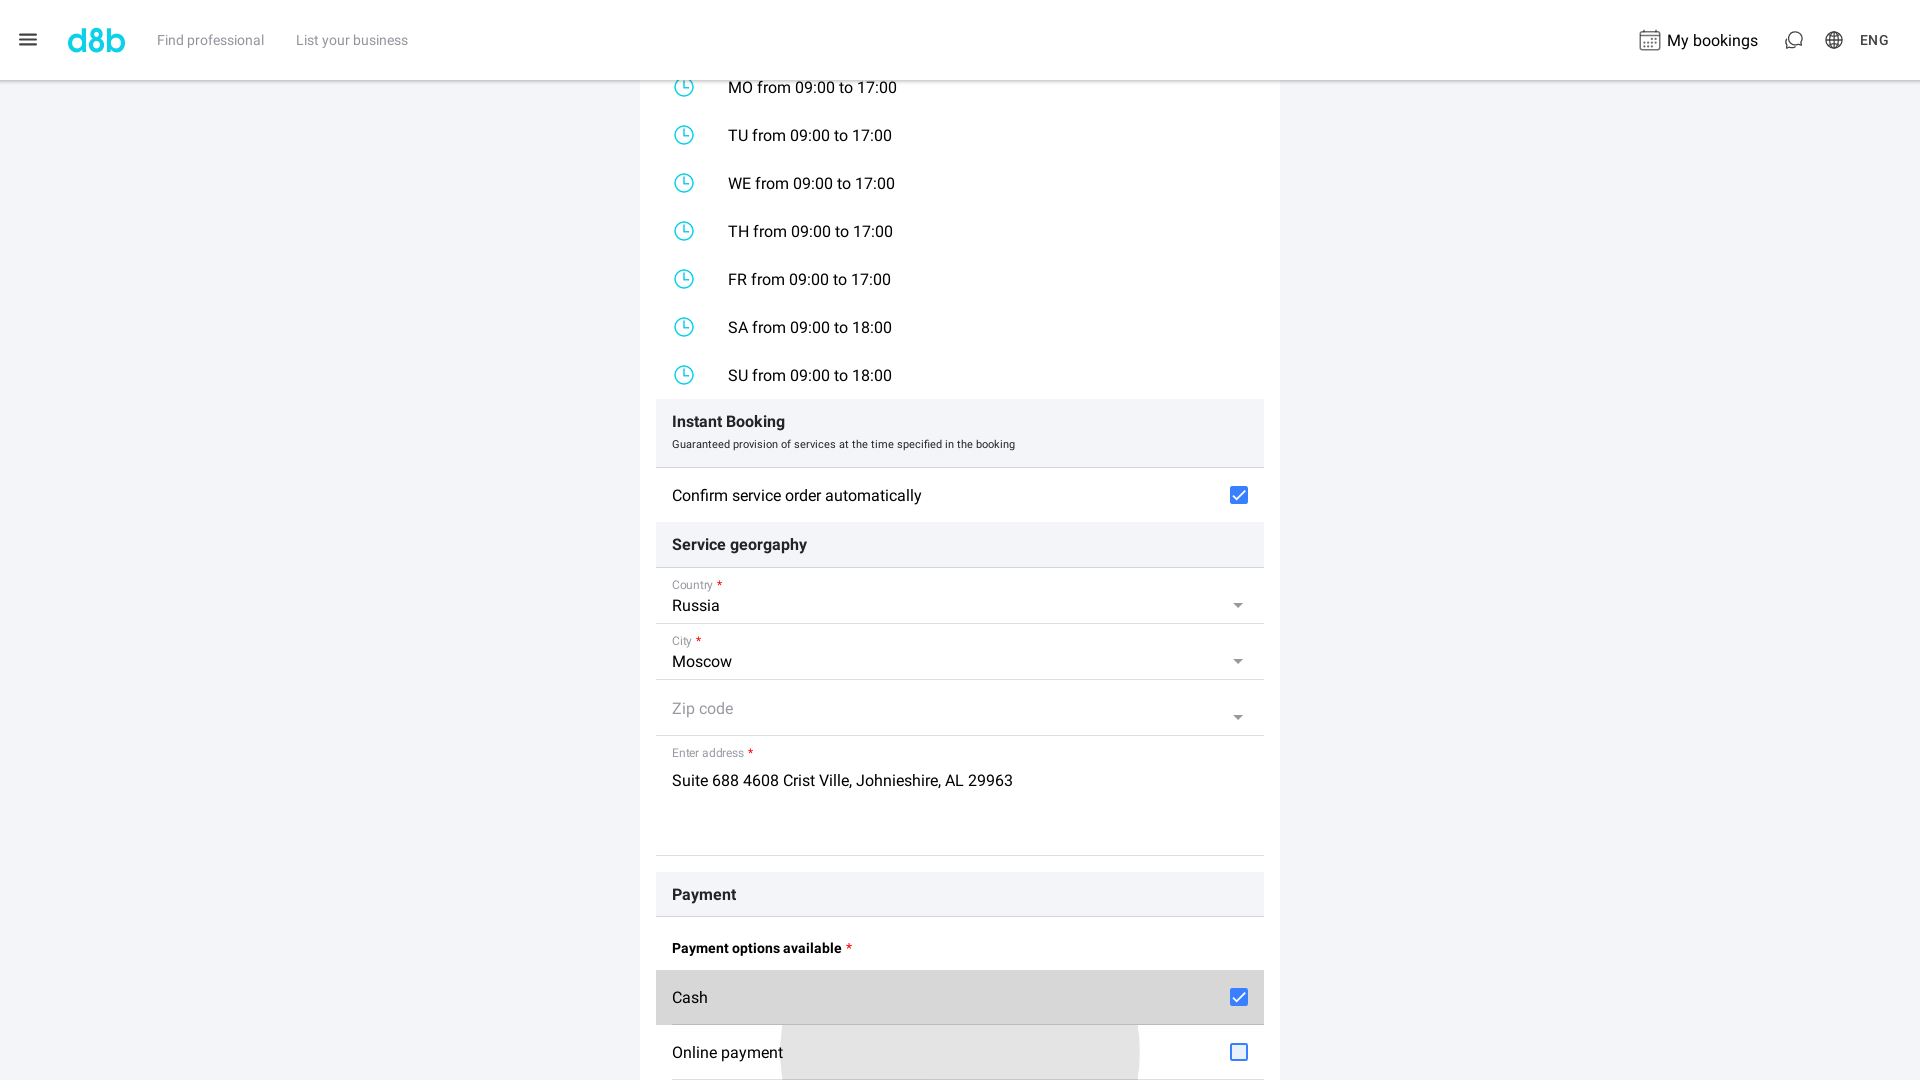 d8b Find professional List your business My bookings ENG
MO from 09:00 to 17:00
TU from 09:00 to 17:00
WE from 09:00 to 17:00
TH from 09:00 to 17:00
FR from 09:00 to 17:00
SA from 09:00 to 18:00
SU from 09:00 to 18:00
Instant Booking
Guaranteed provision of services at the time specified in the booking
Confirm service order automatically
Service georgaphy
Country *
Russia
City *
Moscow
Zip code
Enter address *
Suite 688 4608 Crist Ville, Johnieshire, AL 29963
Payment
Payment options available *
Cash
Online payment